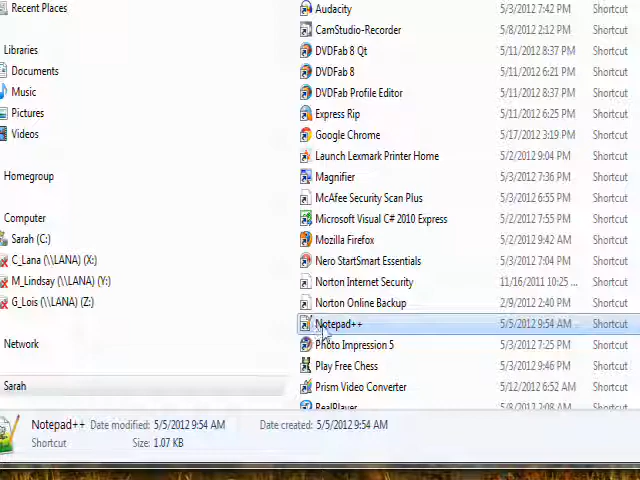 Recent Places
Libraries
Documents
Music
Pictures
Videos
Homegroup
Computer
Sarah (C:)
C_Lana (\\LANA) (X:)
M_Lindsay (\\LANA) (Y:)
G_Lois (\\LANA) (Z:)
Network
Sarah
Audacity 5/3/2012 7:42 PM Shortcut
CamStudio-Recorder 5/8/2012 2:12 PM Shortcut
DVDFab 8 Qt 5/11/2012 8:37 PM Shortcut
DVDFab 8 5/11/2012 6:21 PM Shortcut
DVDFab Profile Editor 5/11/2012 8:37 PM Shortcut
Express Rip 5/11/2012 6:25 PM Shortcut
Google Chrome 5/17/2012 3:19 PM Shortcut
Launch Lexmark Printer Home 5/2/2012 9:04 PM Shortcut
Magnifier 5/3/2012 7:36 PM Shortcut
McAfee Security Scan Plus 5/3/2012 6:55 PM Shortcut
Microsoft Visual C# 2010 Express 5/2/2012 7:55 PM Shortcut
Mozilla Firefox 5/2/2012 9:42 AM Shortcut
Nero StartSmart Essentials 5/3/2012 7:04 PM Shortcut
Norton Internet Security 11/16/2011 10:25 ... Shortcut
Norton Online Backup 2/9/2012 2:40 PM Shortcut
Notepad++ 5/5/2012 9:54 AM Shortcut
Photo Impression 5 5/3/2012 7:25 PM Shortcut
Play Free Chess 5/3/2012 9:46 PM Shortcut
Prism Video Converter 5/12/2012 6:52 AM Shortcut
RealPlayer 5/8/2012 2:08 AM Shortcut
Notepad++ Date modified: 5/5/2012 9:54 AM Date created: 5/5/2012 9:54 AM
Shortcut Size: 1.07 KB